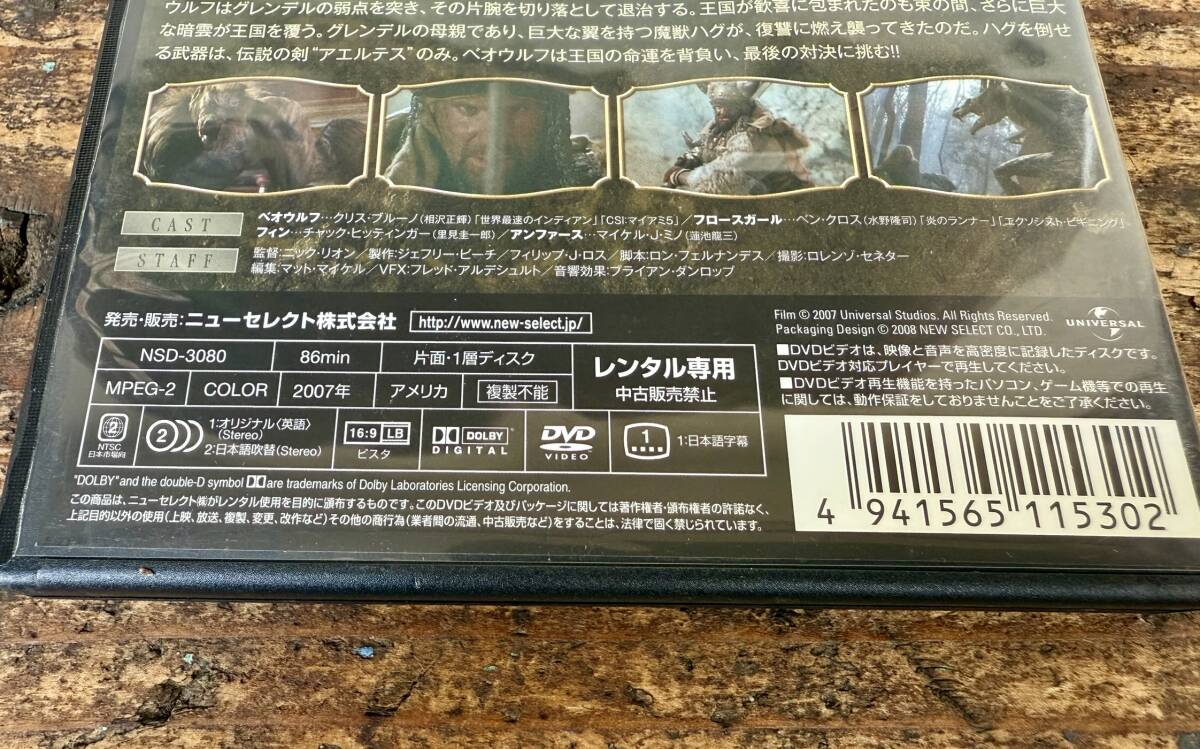 ウルフはグレンデルの弱点を突き、その片腕を切り落として退治する。王国が歓喜に包まれたのも束の間、さらに巨大
な暗雲が王国を覆う。グレンデルの母親であり、巨大な翼を持つ魔獣ハグが、復讐に燃え襲ってきたのだ。ハグを倒せ
る武器は、伝説の剣“アエルテス”のみ。ベオウルフは王国の命運を背負い、最後の対決に挑む!!
CAST
ベオウルフ…クリス・ブルーノ(相沢正輝)「世界最速のインディアン」「CSI:マイアミ5」/フロースガール…ベン・クロス(水野隆司)「炎のランナー」「エクソシスト・ビギニング」
フィン…チャック・ヒッティンガー(里見圭一郎)/アンファース…マイケル・J・ミノ(蓮池龍三)
STAFF
監督:ニック・リオン/製作:ジェフリー・ビーチ/フィリップ・J・ロス/脚本:ロン・フェルナンデス/撮影:ロレンゾ・セネター
編集:マット・マイケル/VFX:フレッド・アルデシュルト/音響効果:ブライアン・ダンロップ
発売・販売:ニューセレクト株式会社 http://www.new-select.jp/
NSD-3080 86min 片面・1層ディスク
MPEG-2 COLOR 2007年 アメリカ 複製不能
レンタル専用
中古販売禁止
2 NTSC 日本市場向
2 1:オリジナル〈英語〉
(Stereo)
2:日本語吹替(Stereo)
16:9 LB
ビスタ
DOLBY
DIGITAL
DVD
VIDEO
1 1:日本語字幕
"DOLBY"and the double-D symbol are trademarks of Dolby Laboratories Licensing Corporation.
この商品は、ニューセレクト㈱がレンタル使用を目的に頒布するものです。このDVDビデオ及びパッケージに関しては著作権者・頒布権者の許諾なく、
上記目的以外の使用(上映、放送、複製、変更、改作など)その他の商行為(業者間の流通、中古販売など)をすることは、法律で固く禁じられています。
Film © 2007 Universal Studios. All Rights Reserved.
Packaging Design © 2008 NEW SELECT CO., LTD.
UNIVERSAL
■DVDビデオは、映像と音声を高密度に記録したディスクです。
DVDビデオ対応プレイヤーで再生してください。
■DVDビデオ再生機能を持ったパソコン、ゲーム機等での再生
に関しては、動作保証をしておりませんことをご了承ください。
4 941565 115302